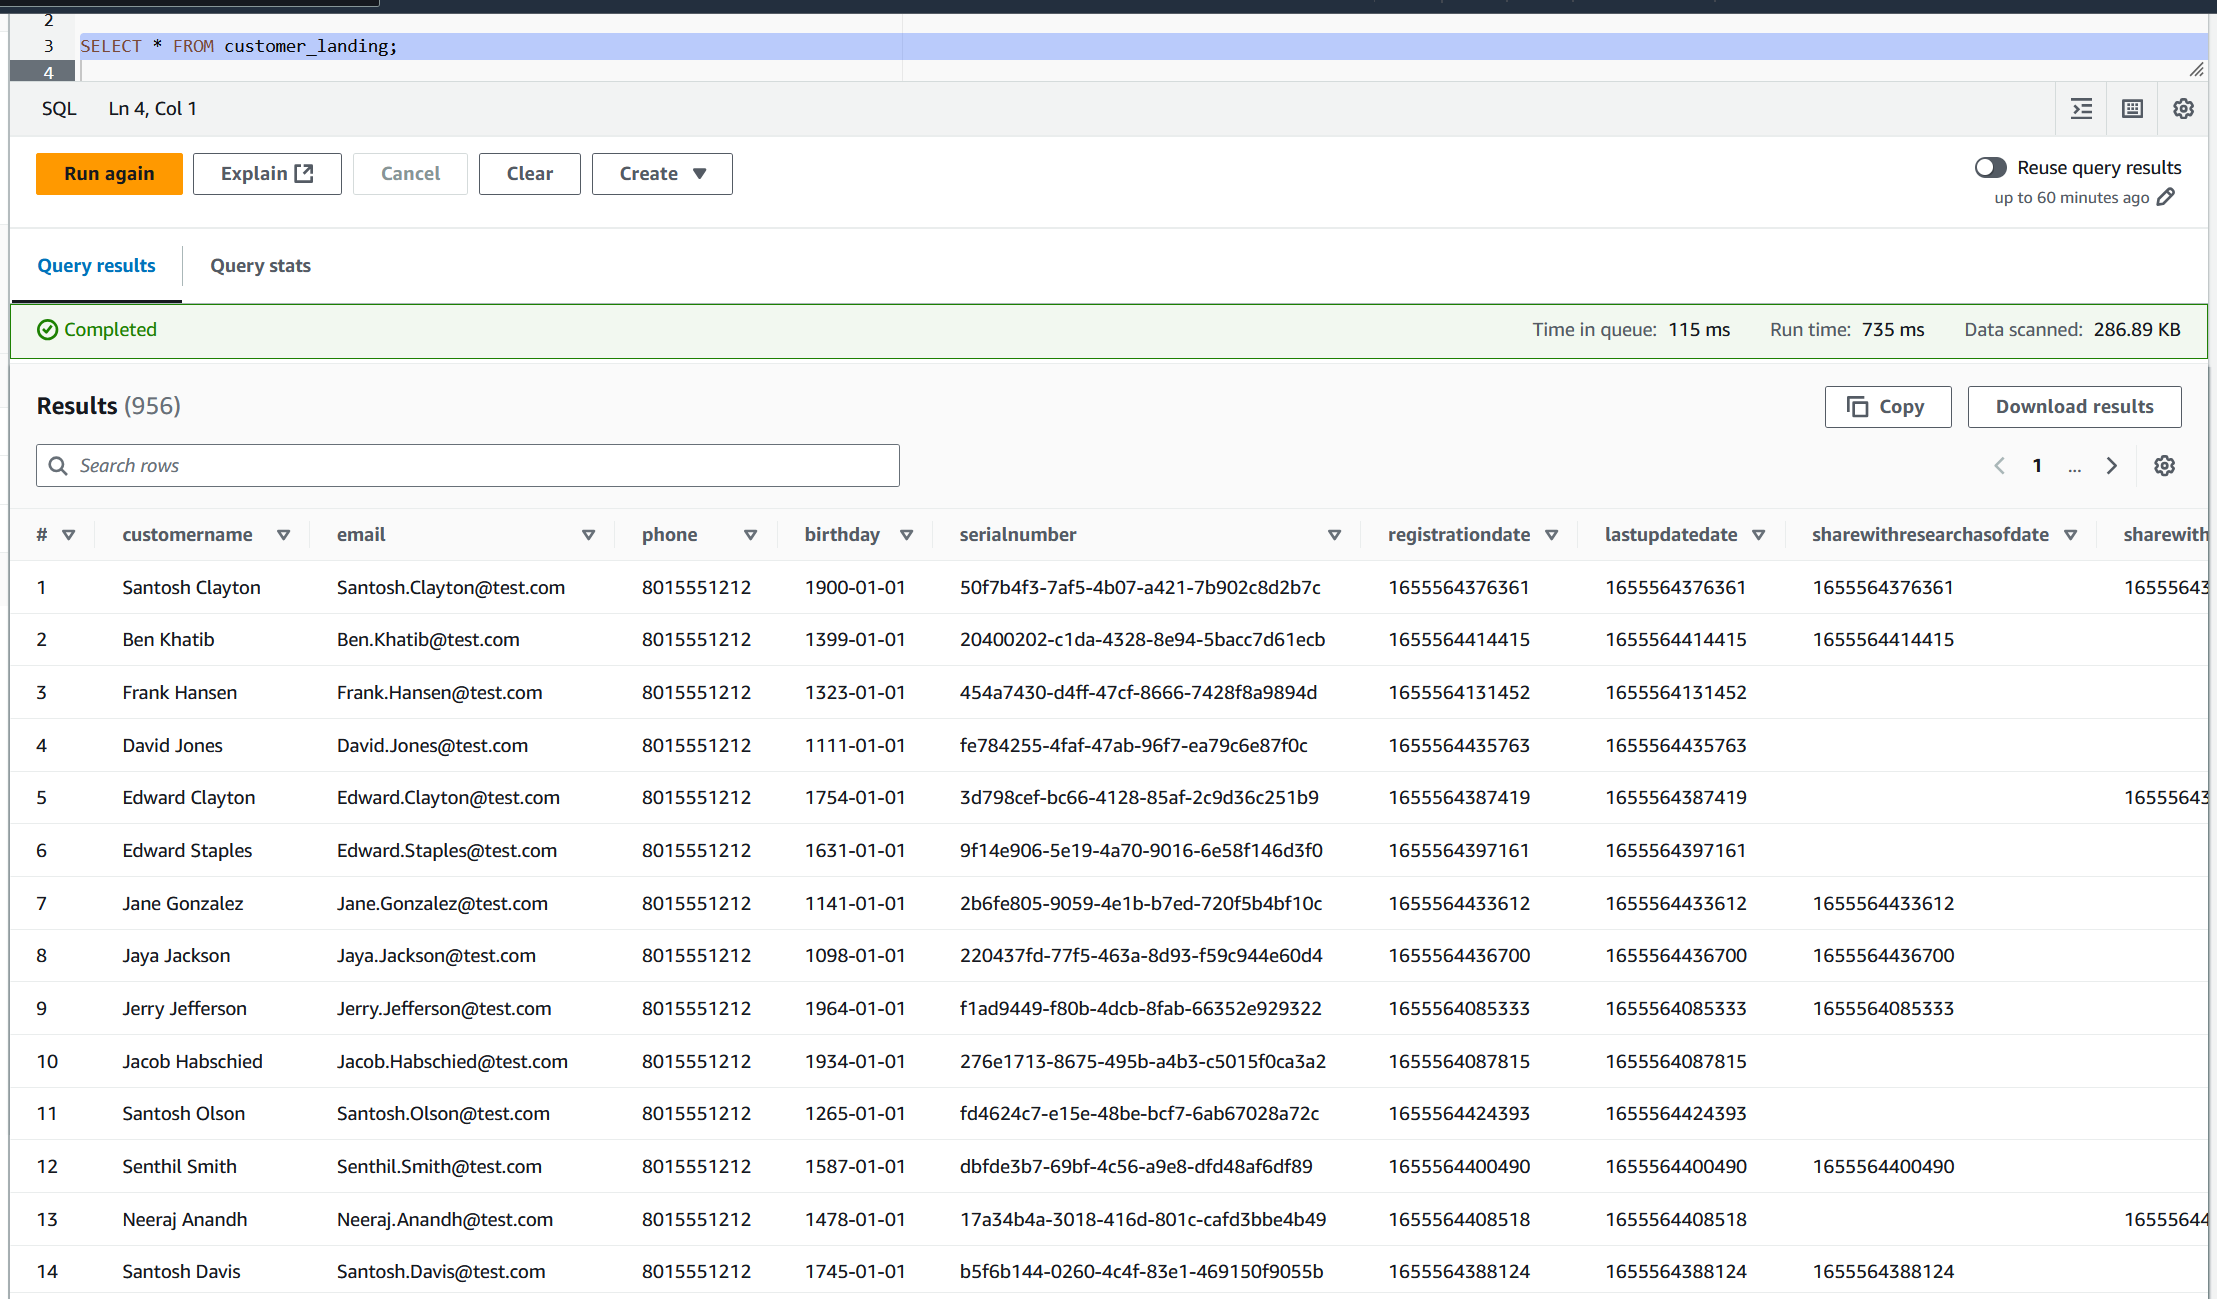 2
3 SELECT * FROM customer_landing;
4
SQL Ln 4, Col 1
Run again Explain Cancel Clear Create Reuse query results
up to 60 minutes ago
Query results Query stats
Completed Time in queue: 115 ms Run time: 735 ms Data scanned: 286.89 KB
Results (956) Copy Download results
Search rows 1 ...
# customername email phone birthday serialnumber registrationdate lastupdatedate sharewithresearchasofdate sharewith
1 Santosh Clayton Santosh.Clayton@test.com 8015551212 1900-01-01 50f7b4f3-7af5-4b07-a421-7b902c8d2b7c 1655564376361 1655564376361 1655564376361 16555643
2 Ben Khatib Ben.Khatib@test.com 8015551212 1399-01-01 20400202-c1da-4328-8e94-5bacc7d61ecb 1655564414415 1655564414415 1655564414415
3 Frank Hansen Frank.Hansen@test.com 8015551212 1323-01-01 454a7430-d4ff-47cf-8666-7428f8a9894d 1655564131452 1655564131452
4 David Jones David.Jones@test.com 8015551212 1111-01-01 fe784255-4faf-47ab-96f7-ea79c6e87f0c 1655564435763 1655564435763
5 Edward Clayton Edward.Clayton@test.com 8015551212 1754-01-01 3d798cef-bc66-4128-85af-2c9d36c251b9 1655564387419 1655564387419 16555643
6 Edward Staples Edward.Staples@test.com 8015551212 1631-01-01 9f14e906-5e19-4a70-9016-6e58f146d3f0 1655564397161 1655564397161
7 Jane Gonzalez Jane.Gonzalez@test.com 8015551212 1141-01-01 2b6fe805-9059-4e1b-b7ed-720f5b4bf10c 1655564433612 1655564433612 1655564433612
8 Jaya Jackson Jaya.Jackson@test.com 8015551212 1098-01-01 220437fd-77f5-463a-8d93-f59c944e60d4 1655564436700 1655564436700 1655564436700
9 Jerry Jefferson Jerry.Jefferson@test.com 8015551212 1964-01-01 f1ad9449-f80b-4dcb-8fab-66352e929322 1655564085333 1655564085333 1655564085333
10 Jacob Habschied Jacob.Habschied@test.com 8015551212 1934-01-01 276e1713-8675-495b-a4b3-c5015f0ca3a2 1655564087815 1655564087815
11 Santosh Olson Santosh.Olson@test.com 8015551212 1265-01-01 fd4624c7-e15e-48be-bcf7-6ab67028a72c 1655564424393 1655564424393
12 Senthil Smith Senthil.Smith@test.com 8015551212 1587-01-01 dbfde3b7-69bf-4c56-a9e8-dfd48af6df89 1655564400490 1655564400490 1655564400490
13 Neeraj Anandh Neeraj.Anandh@test.com 8015551212 1478-01-01 17a34b4a-3018-416d-801c-cafd3bbe4b49 1655564408518 1655564408518 16555644
14 Santosh Davis Santosh.Davis@test.com 8015551212 1745-01-01 b5f6b144-0260-4c4f-83e1-469150f9055b 1655564388124 1655564388124 1655564388124